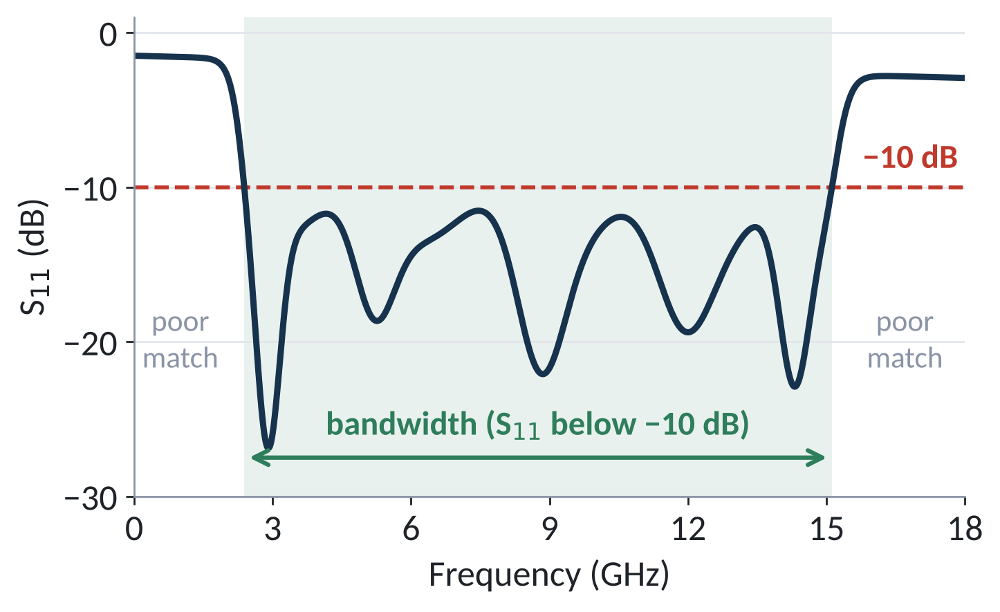 0
−10
−20
−30
S₁₁ (dB)
−10 dB
poor
match
poor
match
bandwidth (S₁₁ below −10 dB)
0 3 6 9 12 15 18
Frequency (GHz)